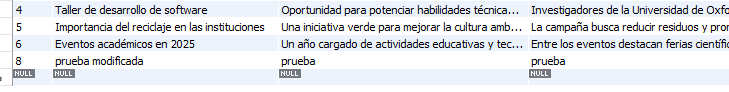 4 Taller de desarrollo de software Oportunidad para potenciar habilidades técnica... Investigadores de la Universidad de Oxfo
5 Importancia del reciclaje en las instituciones Una iniciativa verde para mejorar la cultura amb... La campaña busca reducir residuos y pron
6 Eventos académicos en 2025 Un año cargado de actividades educativas y tec... Entre los eventos destacan ferias científic
8 prueba modificada prueba prueba
NULL NULL NULL NULL